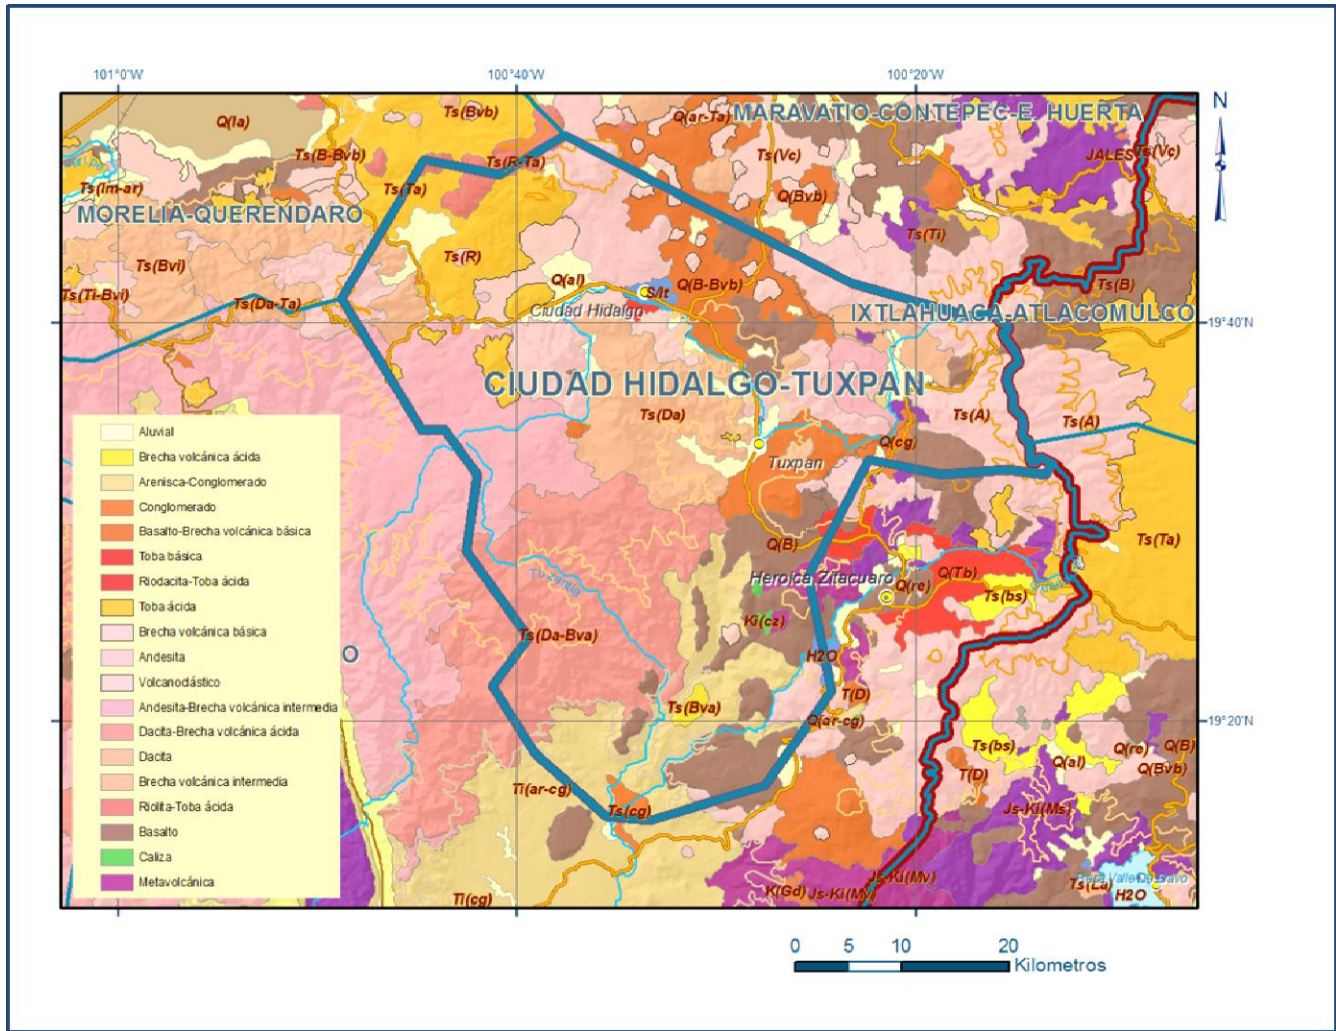 101°0'W
100°40'W
100°20'W
N
MARAVATIO-CONTEPEC-E. HUERTA
Ts(Bvb)
Q(ar-Ta)
Q(la)
Ts(B-Bvb)
Ts(R-Ta)
Ts(Vc)
JALES
Ts(Vc)
Ts(lm-ar)
Ts(Ta)
Q(Bvb)
MORELIA-QUERENDARO
Ts(Ti)
Ts(Bvi)
Ts(R)
Q(al)
Q(B-Bvb)
Ts(B)
Ts(Ti-Bvi)
Ts(Da-Ta)
S/It
Ciudad Hidalgo
IXTLAHUACA-ATLACOMULCO
19°40'N
CIUDAD HIDALGO-TUXPAN
Ts(Da)
Ts(A)
Ts(A)
Q(cg)
Tuxpan
Aluvial
Brecha volcánica ácida
Arenisca-Conglomerado
Conglomerado
Basalto-Brecha volcánica básica
Toba básica
Riodacita-Toba ácida
Toba ácida
Brecha volcánica básica
Andesita
Volcanoclástico
Andesita-Brecha volcánica intermedia
Dacita-Brecha volcánica ácida
Dacita
Brecha volcánica intermedia
Riolita-Toba ácida
Basalto
Caliza
Metavolcánica
O
Q(B)
Ts(Ta)
Heroica Zitacuaro
Q(Tb)
Q(re)
Ts(bs)
Ki(cz)
Ts(Da-Bva)
H2O
Ts(Bva)
T(D)
Q(ar-cg)
19°20'N
Ts(bs)
Q(re)
Q(B)
Q(al)
Q(Bvb)
T(D)
Ti(ar-cg)
Ts(cg)
Js-Ki(Ms)
Ti(cg)
K(Gd)
Js-Ki(Mv)
Js-Ki(Mv)
Ts(La)
Valle De Bravo
H2O
0 5 10 20
Kilometros